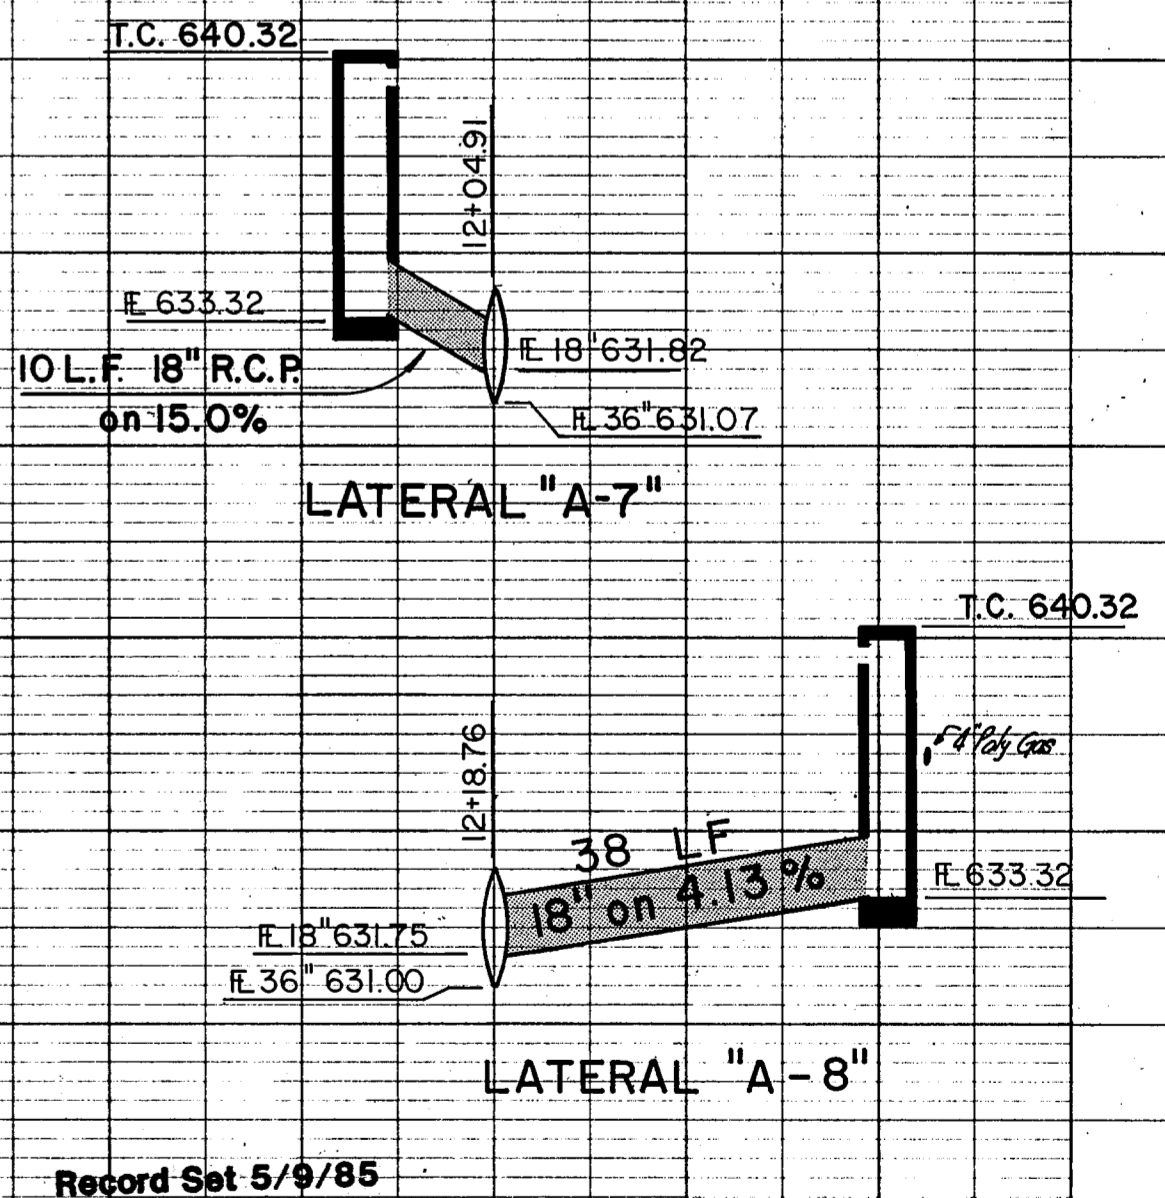 T.C. 640.32
12+04.91
FL 633.32
FL 18" 631.82
10 L.F. 18" R.C.P.
on 15.0%
FL 36" 631.07
LATERAL "A-7"
T.C. 640.32
12+18.76
4" Poly Gas
38 LF
18" on 4.13%
FL 633.32
FL 18" 631.75
FL 36" 631.00
LATERAL "A-8"
Record Set 5/9/85